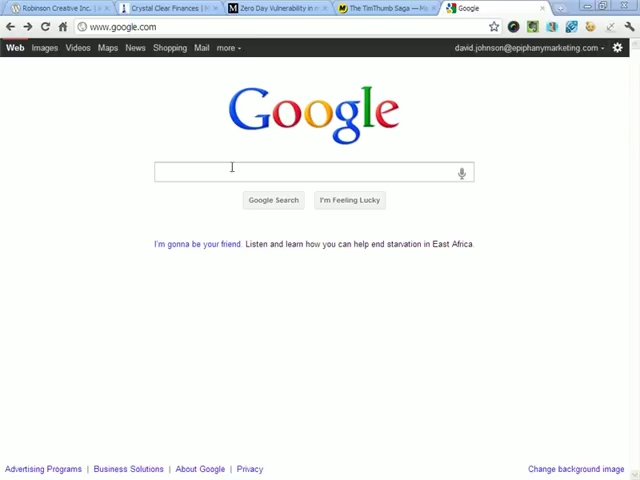 Robinson Creative Inc. | Crystal Clear Finances | M Zero Day Vulnerability in m The TimThumb Saga — Ma Google
www.google.com
Web Images Videos Maps News Shopping Mail more david.johnson@epiphanymarketing.com
Google
Google Search I'm Feeling Lucky
I'm gonna be your friend. Listen and learn how you can help end starvation in East Africa.
Advertising Programs | Business Solutions | About Google | Privacy Change background image